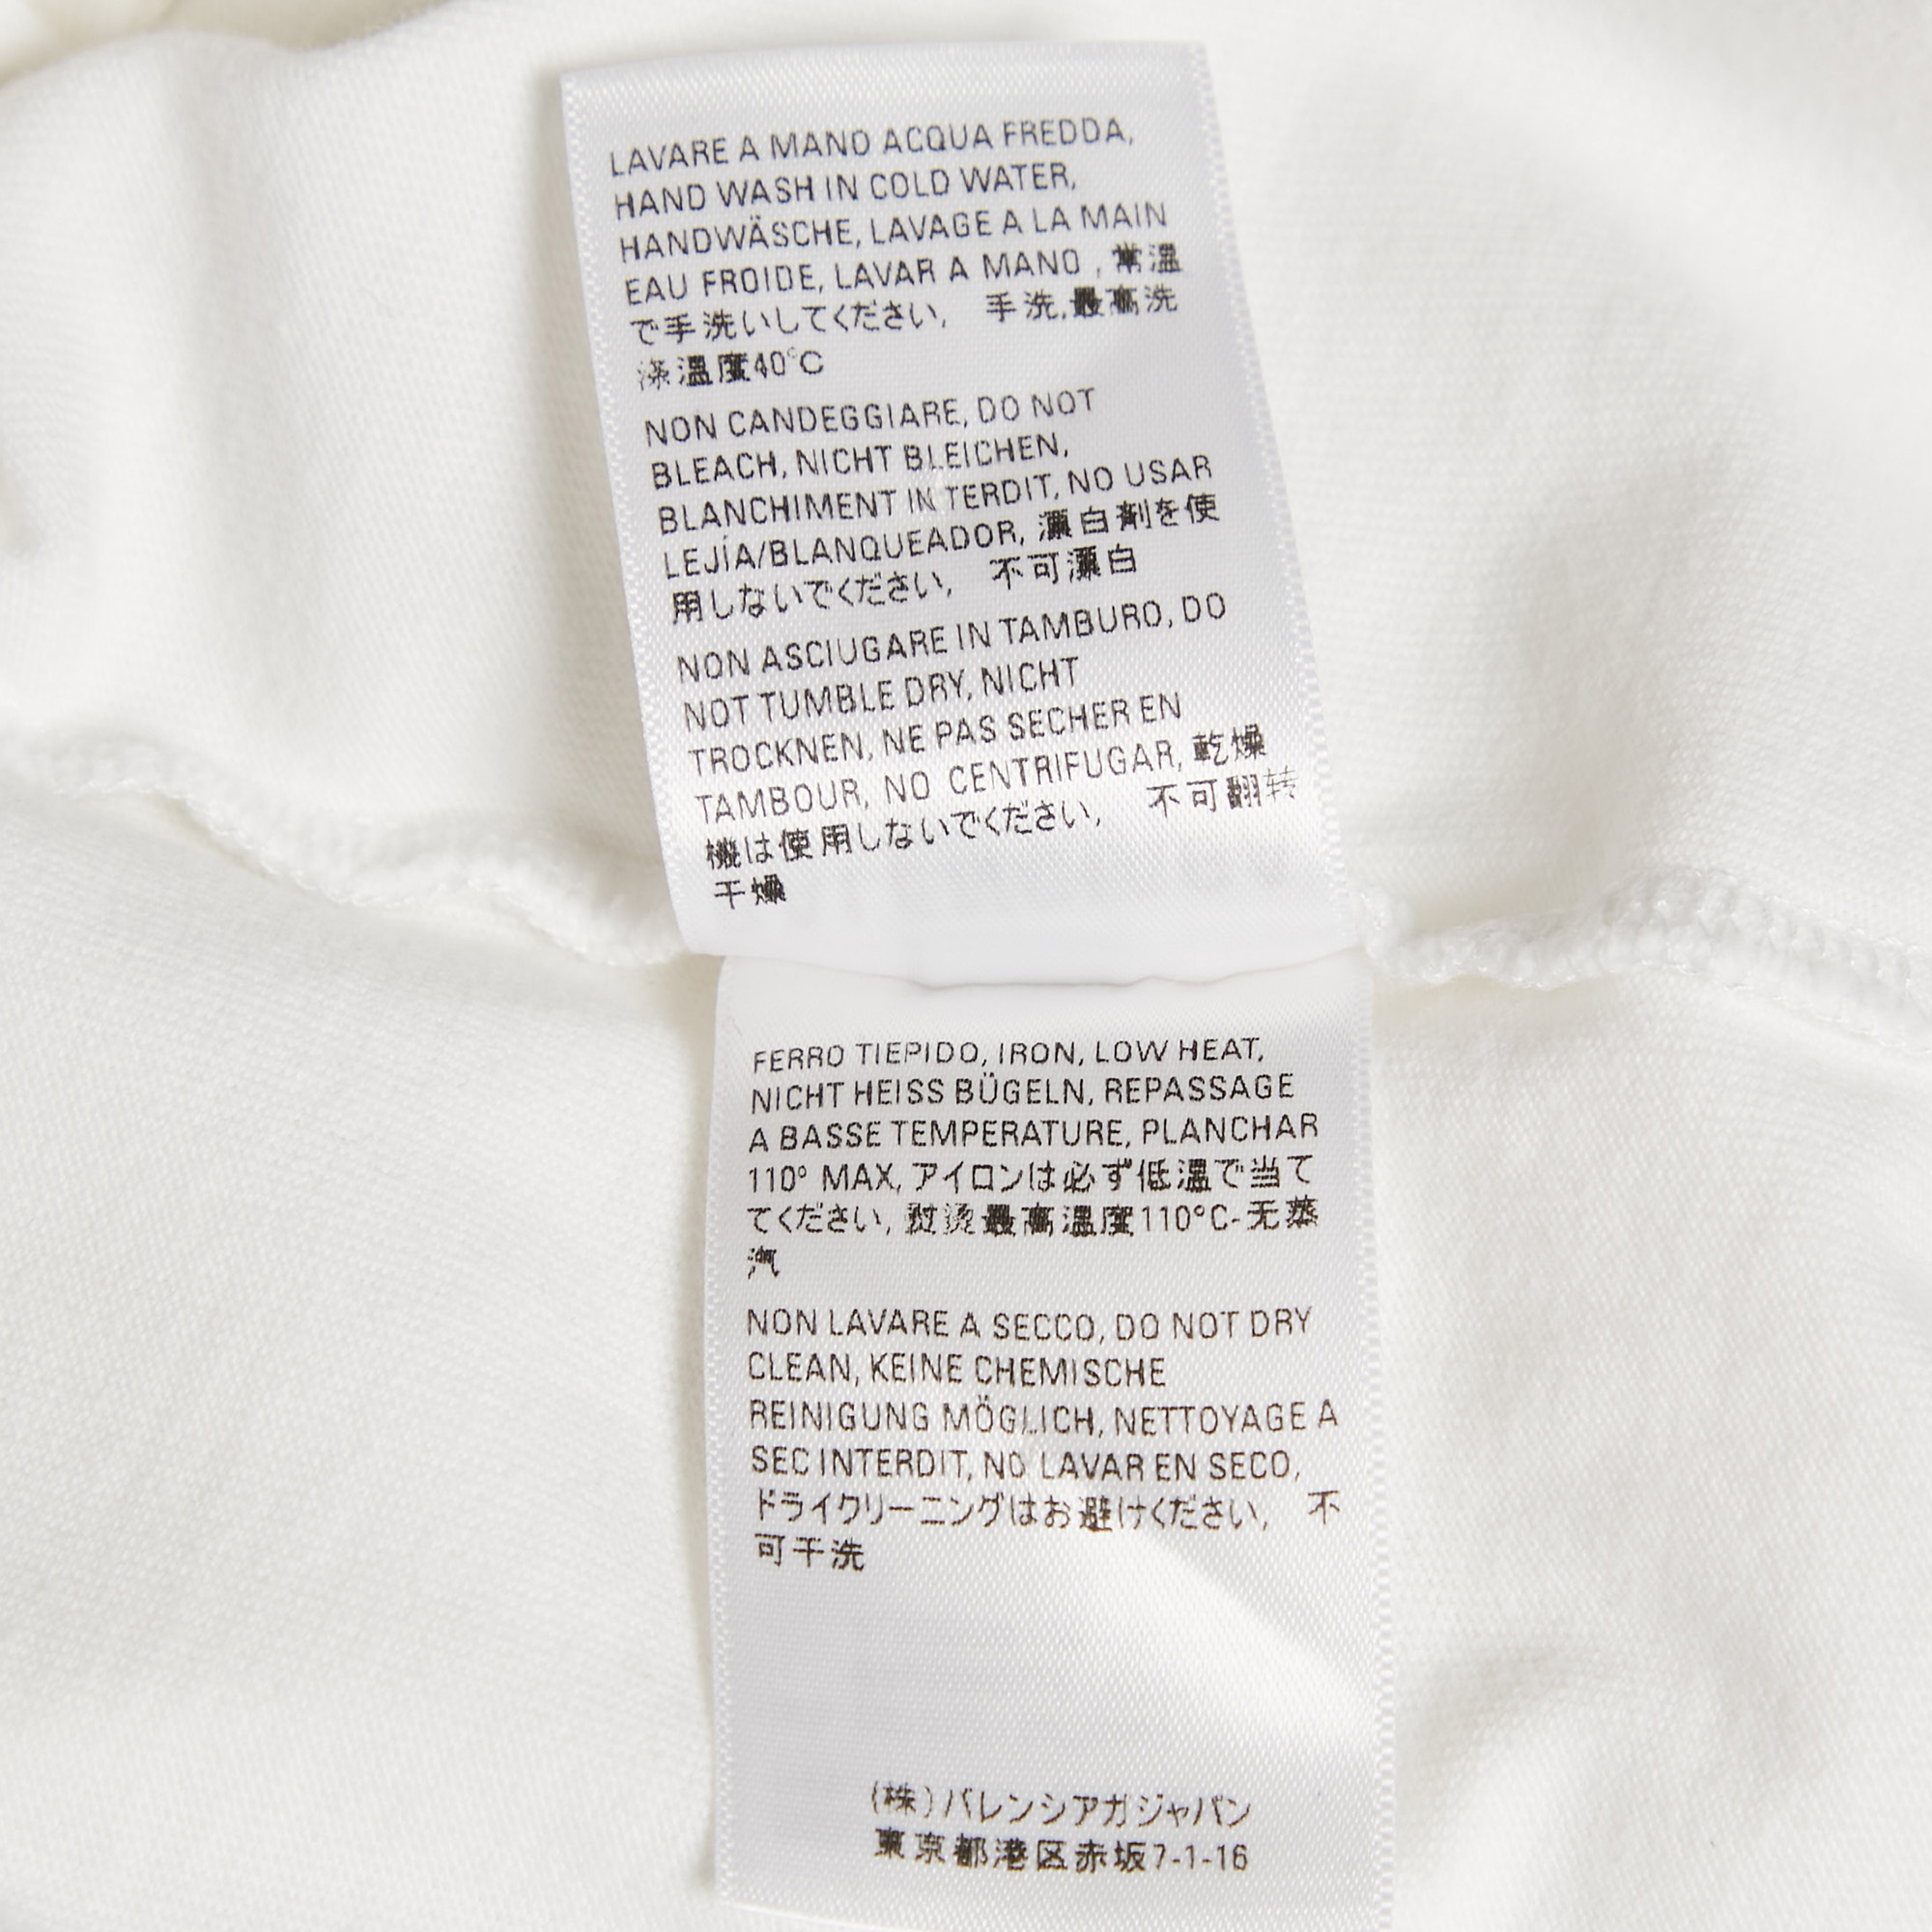 LAVARE A MANO ACQUA FREDDA,
HAND WASH IN COLD WATER,
HANDWÄSCHE, LAVAGE A LA MAIN
EAU FROIDE, LAVAR A MANO , 常温
で手洗いしてください,　手洗,最高洗
涤温度40°C
NON CANDEGGIARE, DO NOT
BLEACH, NICHT BLEICHEN,
BLANCHIMENT INTERDIT, NO USAR
LEJÍA/BLANQUEADOR, 漂白剤を使
用しないでください,　不可漂白
NON ASCIUGARE IN TAMBURO, DO
NOT TUMBLE DRY, NICHT
TROCKNEN, NE PAS SECHER EN
TAMBOUR, NO CENTRIFUGAR, 乾燥
機は使用しないでください,　不可翻转
干燥
FERRO TIEPIDO, IRON, LOW HEAT,
NICHT HEISS BÜGELN, REPASSAGE
A BASSE TEMPERATURE, PLANCHAR
110° MAX, アイロンは必ず低温で当て
てください, 熨烫最高温度110°C-无蒸
汽
NON LAVARE A SECCO, DO NOT DRY
CLEAN, KEINE CHEMISCHE
REINIGUNG MÖGLICH, NETTOYAGE A
SEC INTERDIT, NO LAVAR EN SECO,
ドライクリーニングはお避けください,　不
可干洗
(株)バレンシアガジャパン
東京都港区赤坂7-1-16